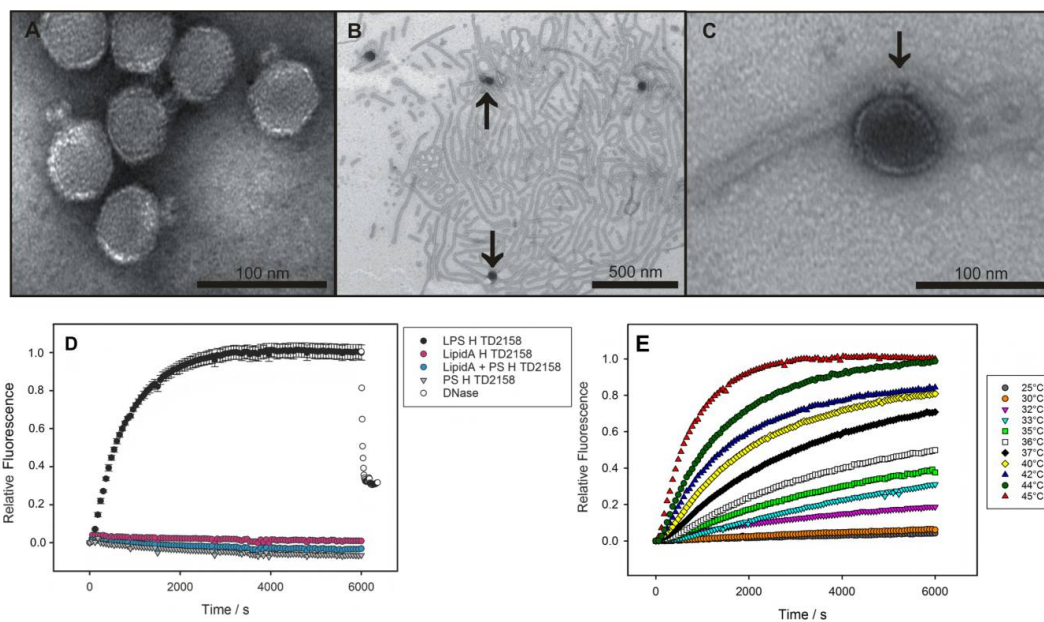 A
100 nm
B
500 nm
C
100 nm
D
Relative Fluorescence
1.0
0.8
0.6
0.4
0.2
0.0
0
2000
4000
6000
Time / s
LPS H TD2158
LipidA H TD2158
LipidA + PS H TD2158
PS H TD2158
DNase
E
Relative Fluorescence
1.0
0.8
0.6
0.4
0.2
0.0
0
2000
4000
6000
Time / s
25°C
30°C
32°C
33°C
35°C
36°C
37°C
40°C
42°C
44°C
45°C